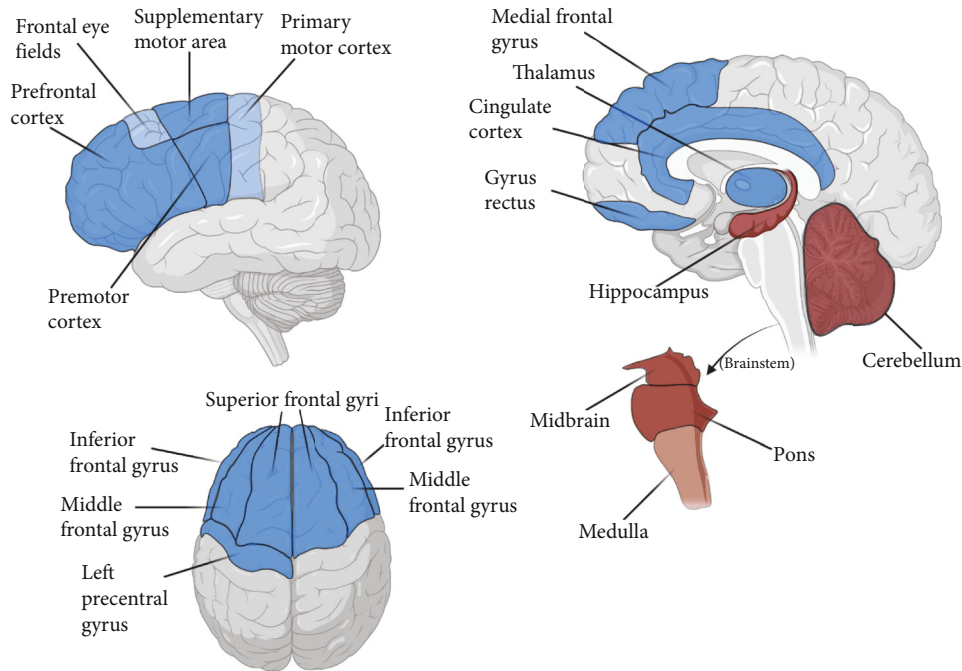 Frontal eye
fields
Supplementary
motor area
Primary
motor cortex
Prefrontal
cortex
Premotor
cortex
Medial frontal
gyrus
Thalamus
Cingulate
cortex
Gyrus
rectus
Hippocampus
Cerebellum
(Brainstem)
Midbrain
Pons
Medulla
Superior frontal gyri
Inferior
frontal gyrus
Inferior
frontal gyrus
Middle
frontal gyrus
Middle
frontal gyrus
Left
precentral
gyrus